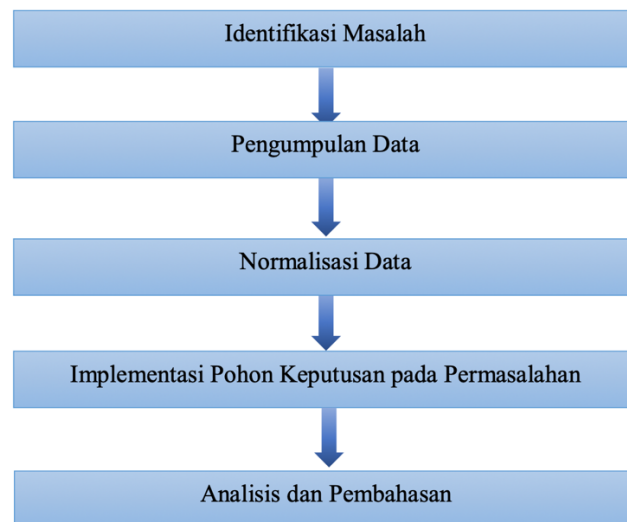 Identifikasi Masalah
Pengumpulan Data
Normalisasi Data
Implementasi Pohon Keputusan pada Permasalahan
Analisis dan Pembahasan